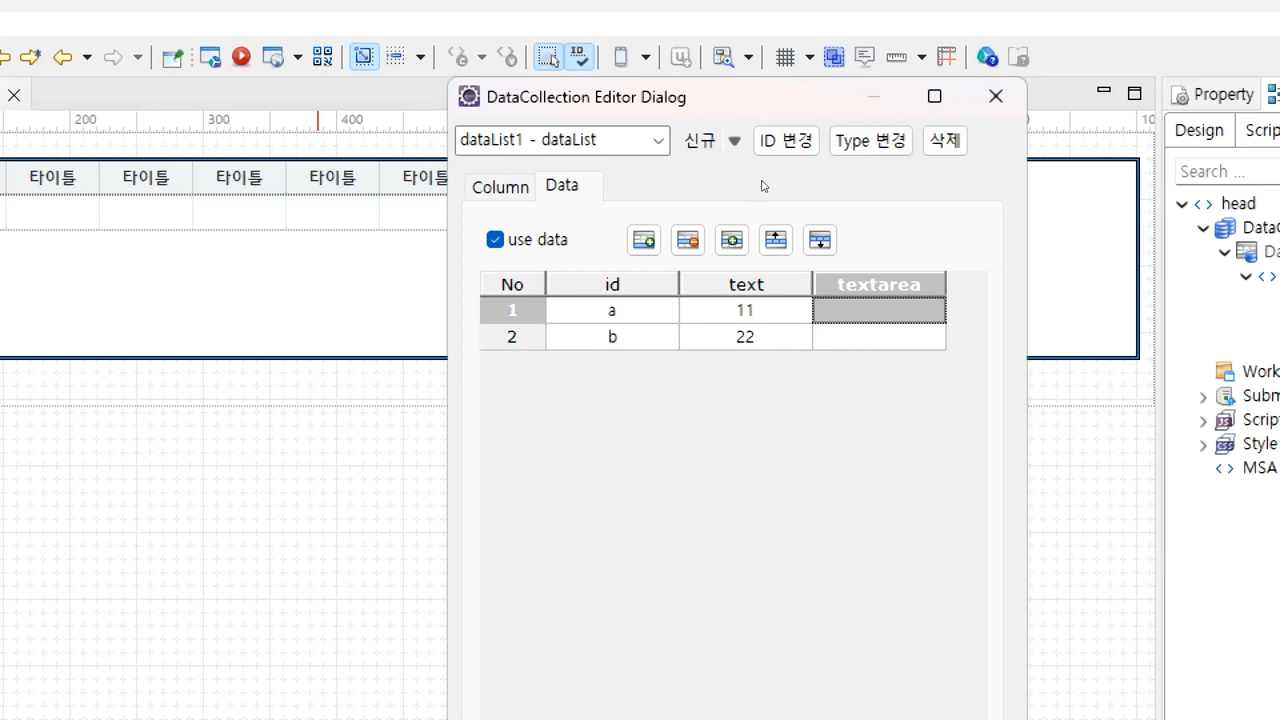 DataCollection Editor Dialog
Property
200 300 400
dataList1 - dataList 신규 ID 변경 Type 변경 삭제
Design Scrip
Search ...
타이틀 타이틀 타이틀 타이틀 타이틀
Column Data
use data
No id text textarea
1 a 11
2 b 22
head
Data
Da
Work
Subm
Scrip
Style
MSA